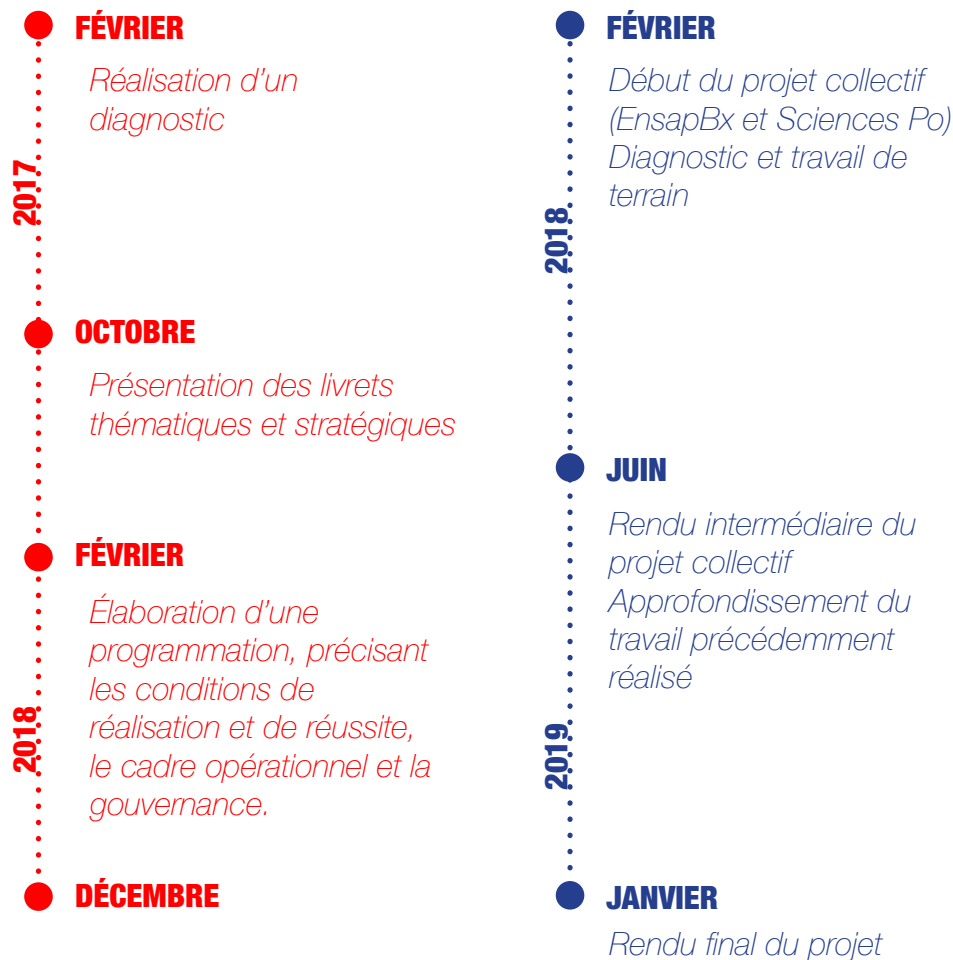 FÉVRIER
Réalisation d’un
diagnostic
2017
OCTOBRE
Présentation des livrets
thématiques et stratégiques
FÉVRIER
Élaboration d’une
programmation, précisant
les conditions de
réalisation et de réussite,
le cadre opérationnel et la
gouvernance.
2018
DÉCEMBRE
FÉVRIER
Début du projet collectif
(EnsapBx et Sciences Po)
Diagnostic et travail de
terrain
2018
JUIN
Rendu intermédiaire du
projet collectif
Approfondissement du
travail précédemment
réalisé
2019
JANVIER
Rendu final du projet